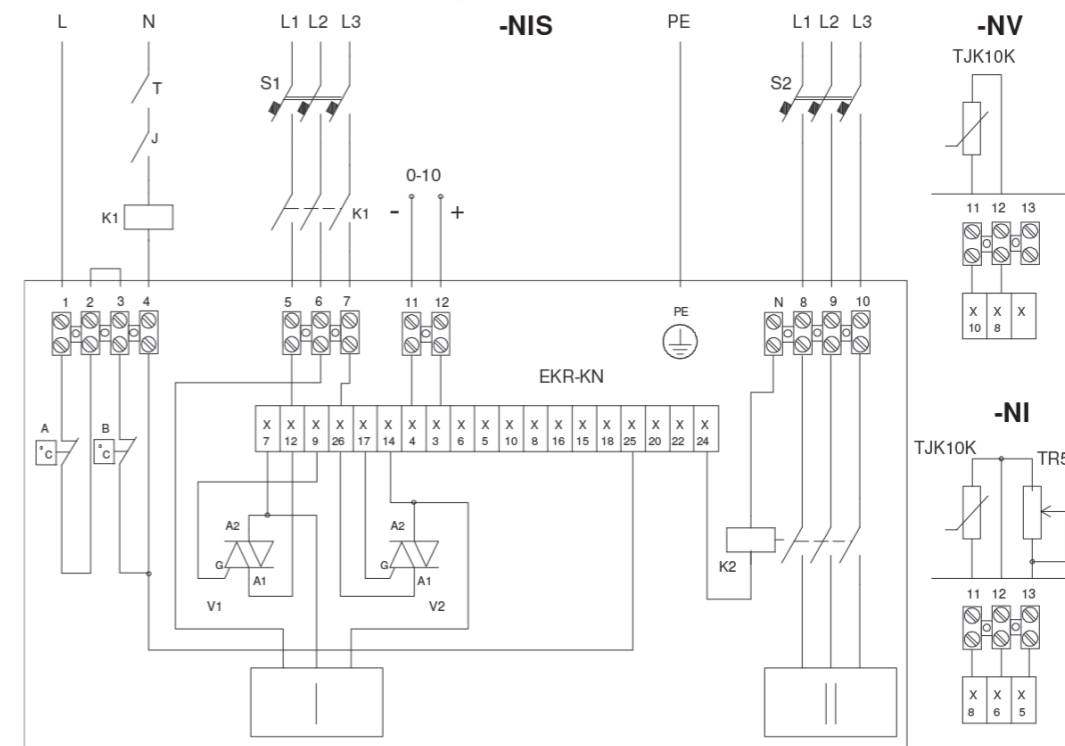 L N L1 L2 L3 -NIS PE L1 L2 L3 -NV
TJK10K
T
S1 S2
J
0-10
K1 K1 - +
11 12 13
1 2 3 4 5 6 7 11 12 PE N 8 9 10
X X X
10 8
EKR-KN
X X X X X X X X X X X X X X X X X X X
7 12 9 26 17 14 4 3 6 5 10 8 16 15 18 25 20 22 24
-NI
A B
°C °C
TJK10K TR5
A2 A2
G G
A1 A1
K2
V1 V2
11 12 13
X X X
8 6 5
I II